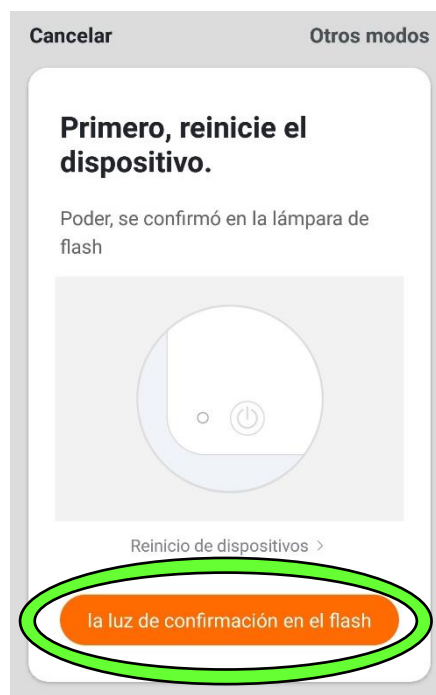 Cancelar
Otros modos
Primero, reinicie el
dispositivo.
Poder, se confirmó en la lámpara de
flash
Reinicio de dispositivos >
la luz de confirmación en el flash